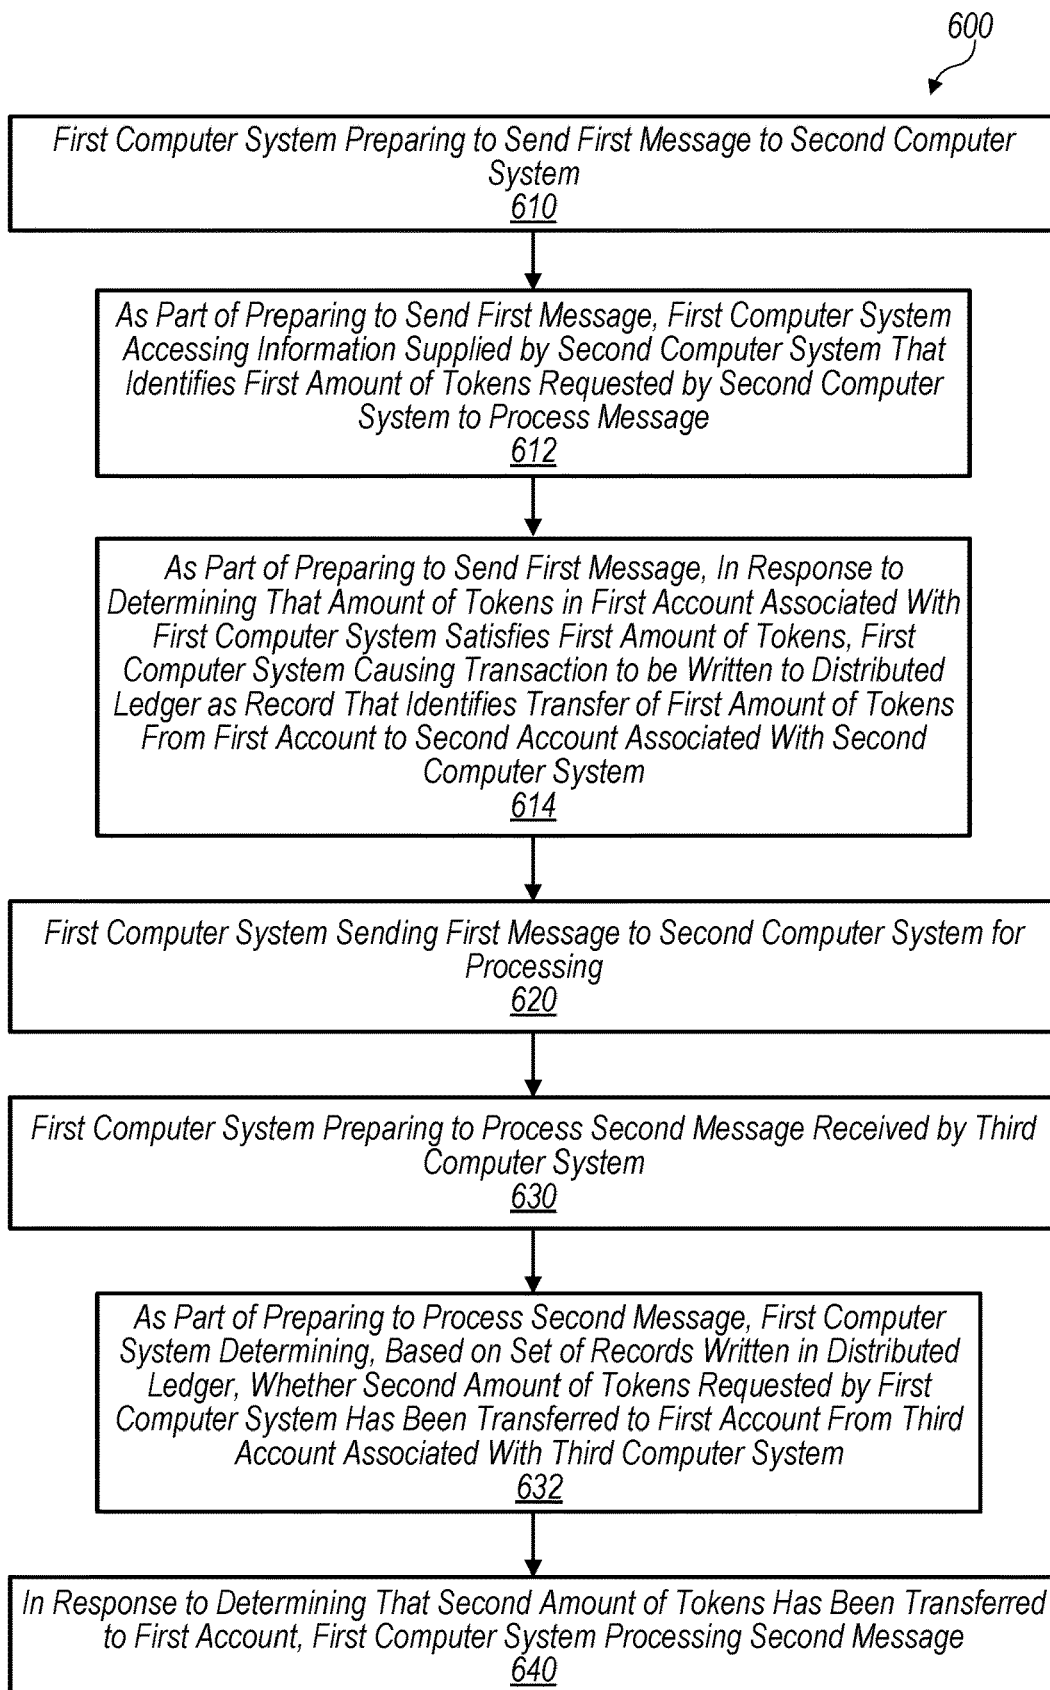 600
First Computer System Preparing to Send First Message to Second Computer
System
610
As Part of Preparing to Send First Message, First Computer System
Accessing Information Supplied by Second Computer System That
Identifies First Amount of Tokens Requested by Second Computer
System to Process Message
612
As Part of Preparing to Send First Message, In Response to
Determining That Amount of Tokens in First Account Associated With
First Computer System Satisfies First Amount of Tokens, First
Computer System Causing Transaction to be Written to Distributed
Ledger as Record That Identifies Transfer of First Amount of Tokens
From First Account to Second Account Associated With Second
Computer System
614
First Computer System Sending First Message to Second Computer System for
Processing
620
First Computer System Preparing to Process Second Message Received by Third
Computer System
630
As Part of Preparing to Process Second Message, First Computer
System Determining, Based on Set of Records Written in Distributed
Ledger, Whether Second Amount of Tokens Requested by First
Computer System Has Been Transferred to First Account From Third
Account Associated With Third Computer System
632
In Response to Determining That Second Amount of Tokens Has Been Transferred
to First Account, First Computer System Processing Second Message
640